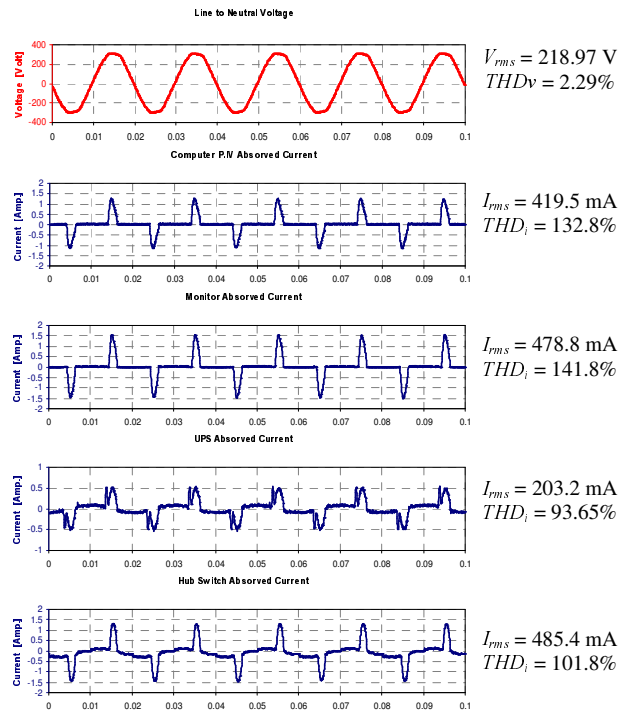 Line to Neutral Voltage
Voltage [Volt]
400
200
0
-200
-400
0 0.01 0.02 0.03 0.04 0.05 0.06 0.07 0.08 0.09 0.1
Vrms = 218.97 V
THDv = 2.29%
Computer P.IV Absorved Current
Current [Amp.]
2
1.5
1
0.5
0
-0.5
-1
-1.5
-2
0 0.01 0.02 0.03 0.04 0.05 0.06 0.07 0.08 0.09 0.1
Irms = 419.5 mA
THDi = 132.8%
Monitor Absorved Current
Current [Amp.]
2
1.5
1
0.5
0
-0.5
-1
-1.5
-2
0 0.01 0.02 0.03 0.04 0.05 0.06 0.07 0.08 0.09 0.1
Irms = 478.8 mA
THDi = 141.8%
UPS Absorved Current
Current [Amp.]
1
0.5
0
-0.5
-1
0 0.01 0.02 0.03 0.04 0.05 0.06 0.07 0.08 0.09 0.1
Irms = 203.2 mA
THDi = 93.65%
Hub Switch Absorved Current
Current [Amp.]
2
1.5
1
0.5
0
-0.5
-1
-1.5
-2
0 0.01 0.02 0.03 0.04 0.05 0.06 0.07 0.08 0.09 0.1
Irms = 485.4 mA
THDi = 101.8%